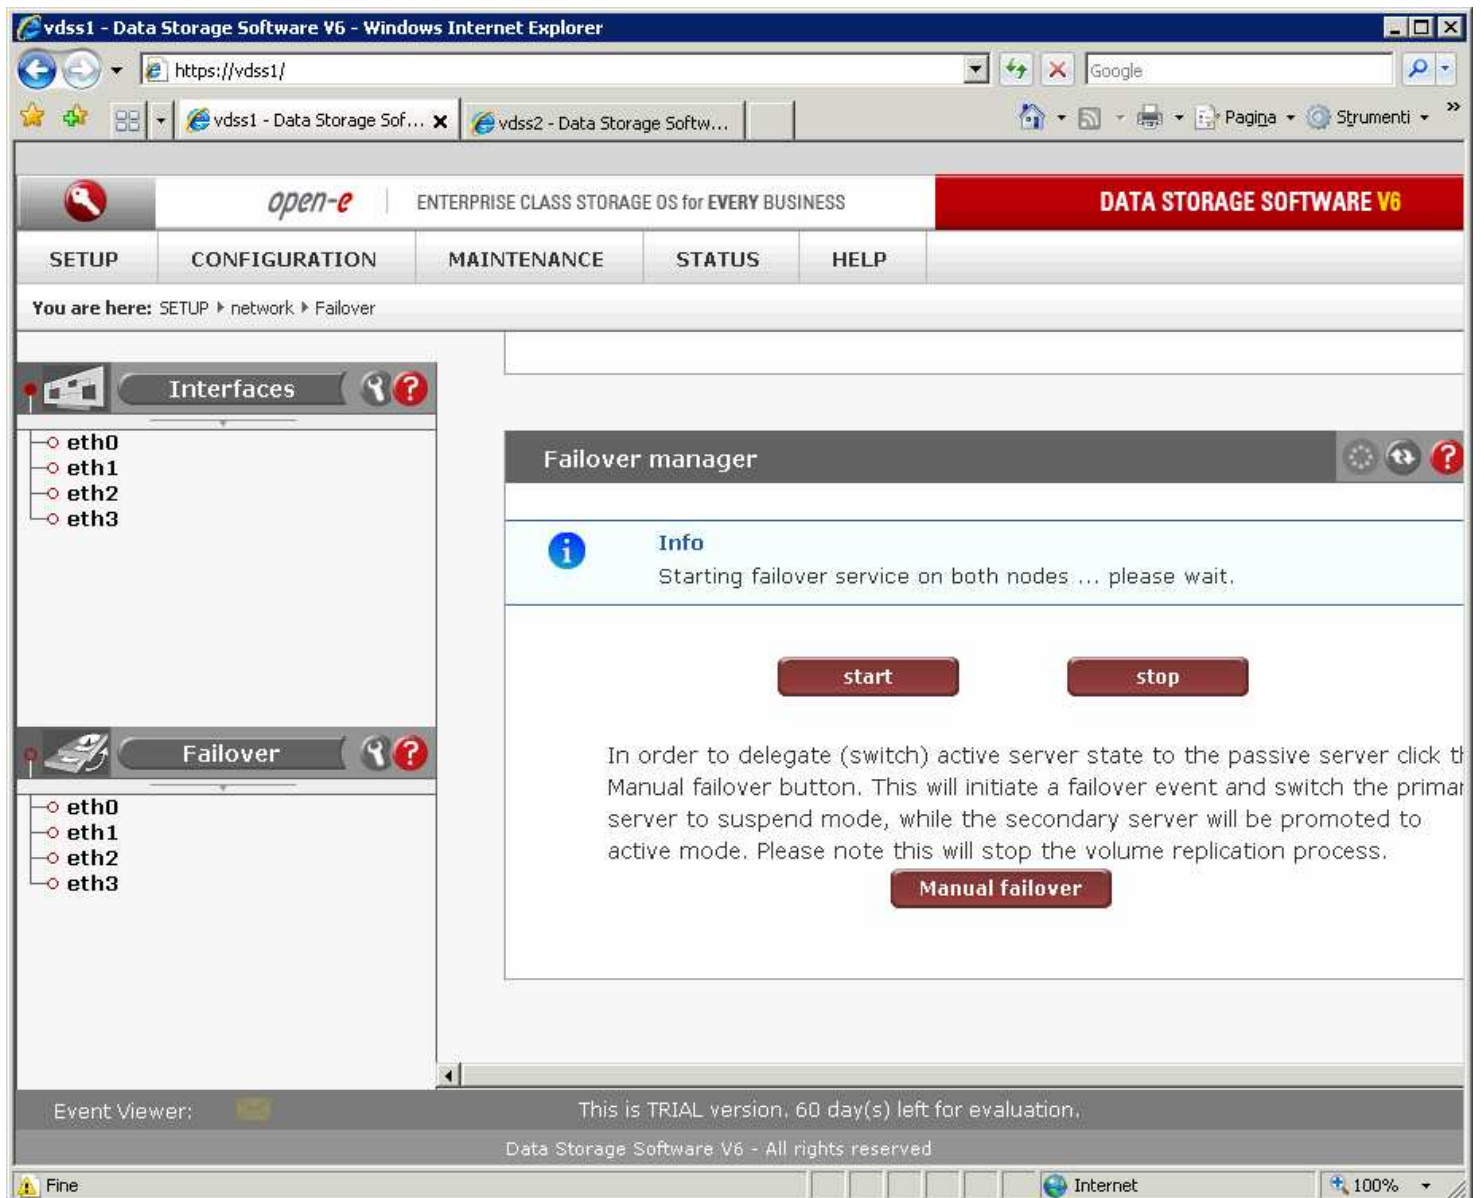 vdss1 - Data Storage Software V6 - Windows Internet Explorer
https://vdss1/
Google
vdss1 - Data Storage Sof...
vdss2 - Data Storage Softw...
Pagina
Strumenti
»
open-e
ENTERPRISE CLASS STORAGE OS for EVERY BUSINESS
DATA STORAGE SOFTWARE V6
SETUP
CONFIGURATION
MAINTENANCE
STATUS
HELP
You are here: SETUP network Failover
Interfaces
?
eth0
eth1
eth2
eth3
Failover manager
?
Info
Starting failover service on both nodes ... please wait.
start
stop
Failover
?
eth0
eth1
eth2
eth3
In order to delegate (switch) active server state to the passive server click th
Manual failover button. This will initiate a failover event and switch the primar
server to suspend mode, while the secondary server will be promoted to
active mode. Please note this will stop the volume replication process.
Manual failover
Event Viewer:
This is TRIAL version. 60 day(s) left for evaluation.
Data Storage Software V6 - All rights reserved
Fine
Internet
100%